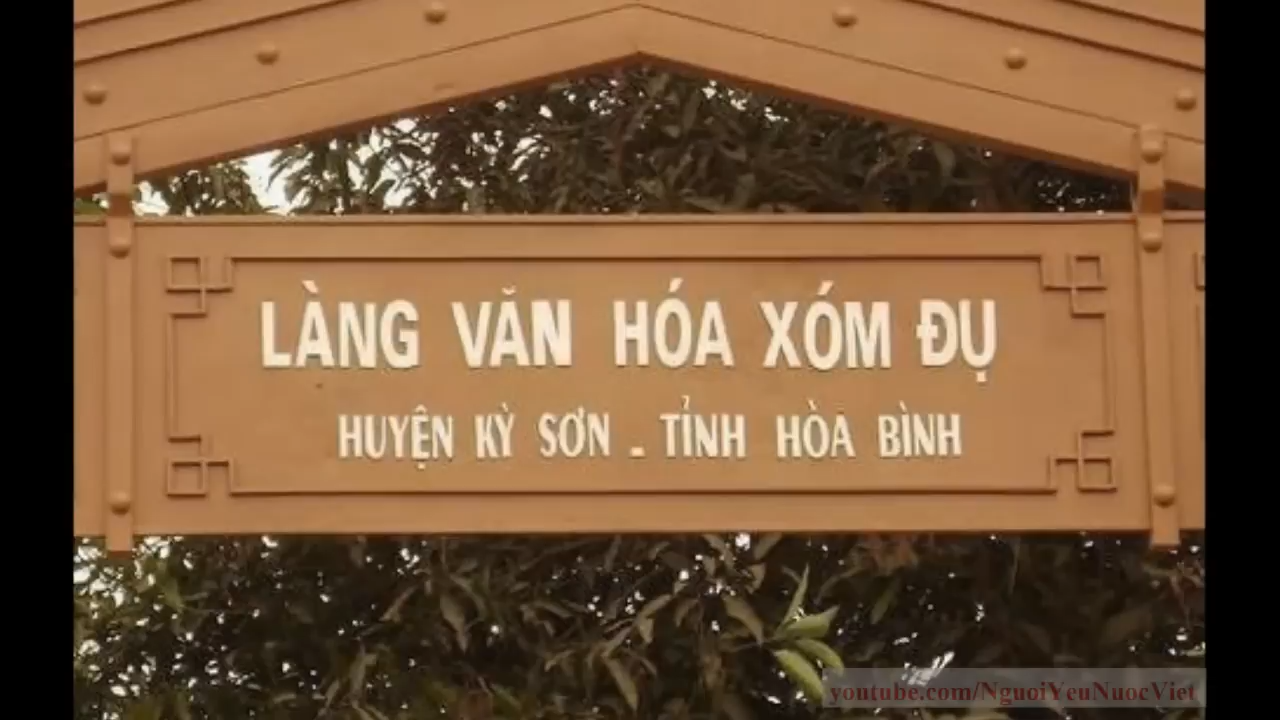 LÀNG VĂN HÓA XÓM ĐỤ
HUYỆN KỲ SƠN - TỈNH HÒA BÌNH
youtube.com/NguoiYeuNuocViet